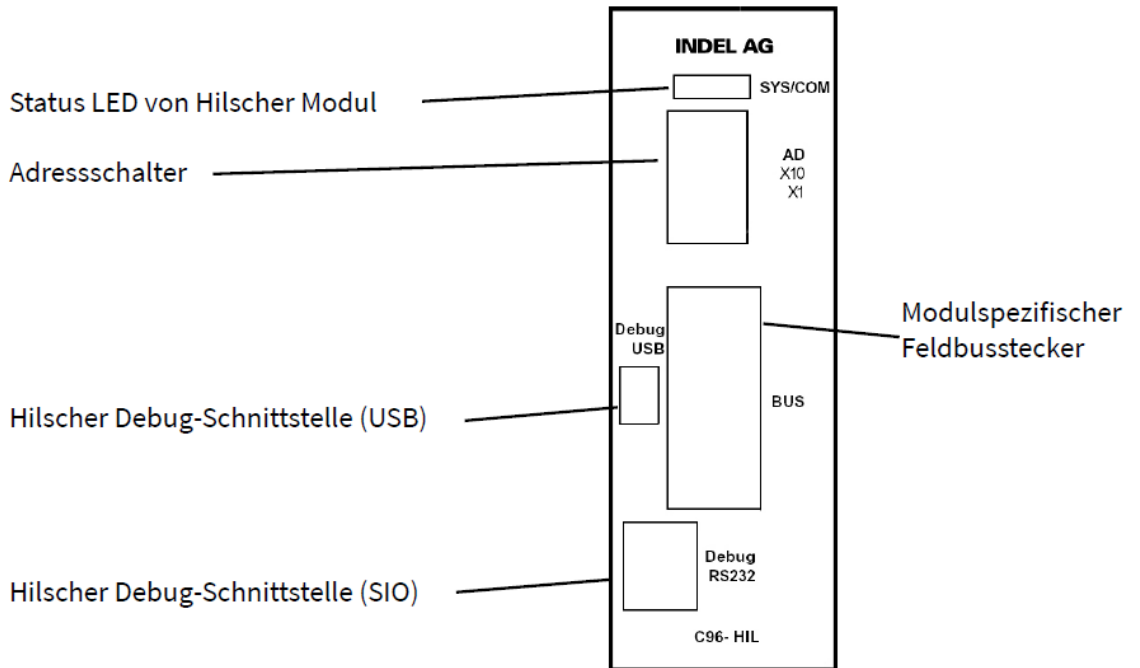 INDEL AG
Status LED von Hilscher Modul
SYS/COM
Adressschalter
AD
X10
X1
Modulspezifischer
Feldbusstecker
Debug
USB
BUS
Hilscher Debug-Schnittstelle (USB)
Debug
RS232
Hilscher Debug-Schnittstelle (SIO)
C96- HIL